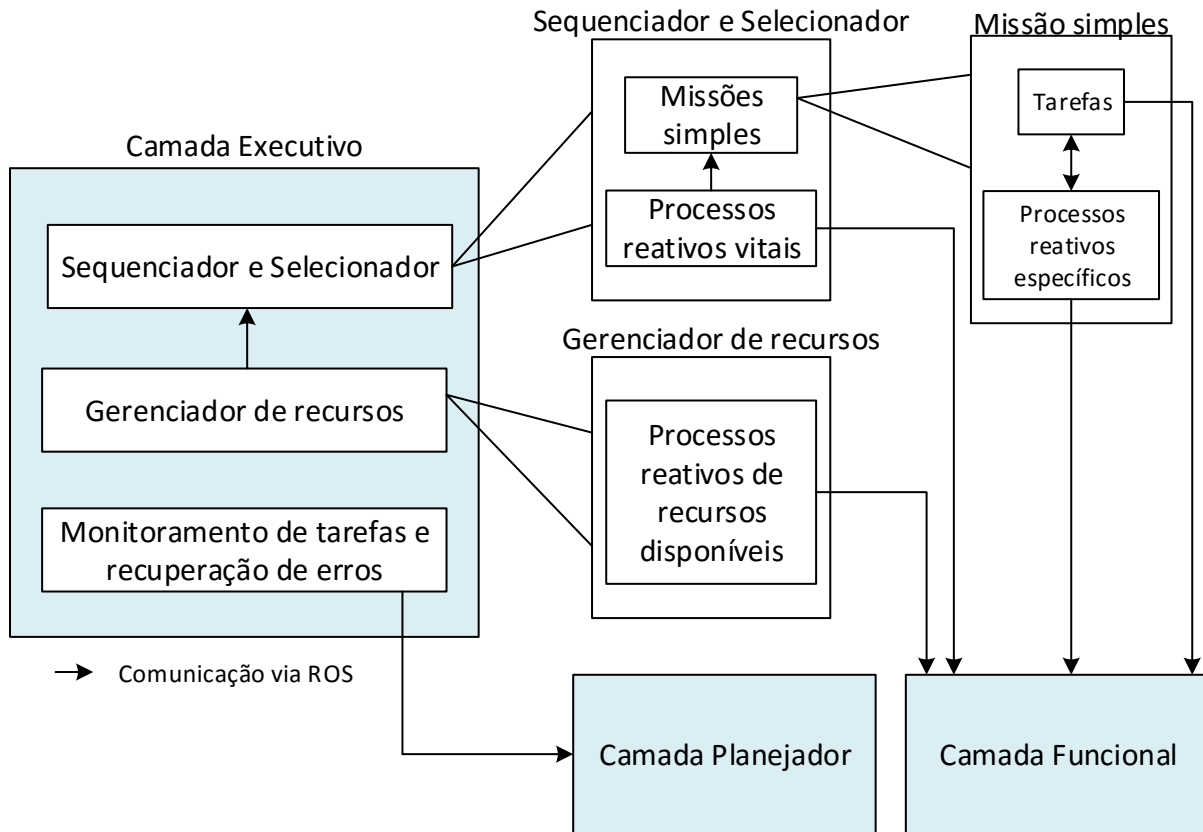 Sequenciador e Selecionador
Missão simples
Missões
simples
Tarefas
Camada Executivo
Processos
reativos vitais
Processos
reativos
específicos
Sequenciador e Selecionador
Gerenciador de recursos
Gerenciador de recursos
Processos
reativos de
recursos
disponíveis
Monitoramento de tarefas e
recuperação de erros
Comunicação via ROS
Camada Planejador
Camada Funcional